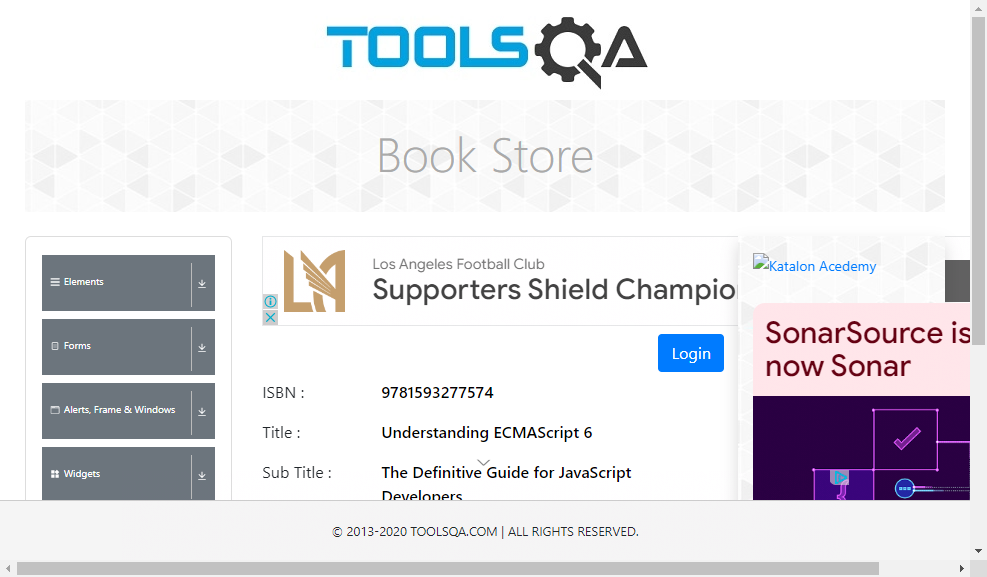 TOOLSQA
Book Store
Elements
Forms
Alerts, Frame & Windows
Widgets
Los Angeles Football Club
Supporters Shield Champio
Login
ISBN :
9781593277574
Title :
Understanding ECMAScript 6
Sub Title :
The Definitive Guide for JavaScript
Developers
Katalon Acedemy
SonarSource is
now Sonar
© 2013-2020 TOOLSQA.COM | ALL RIGHTS RESERVED.